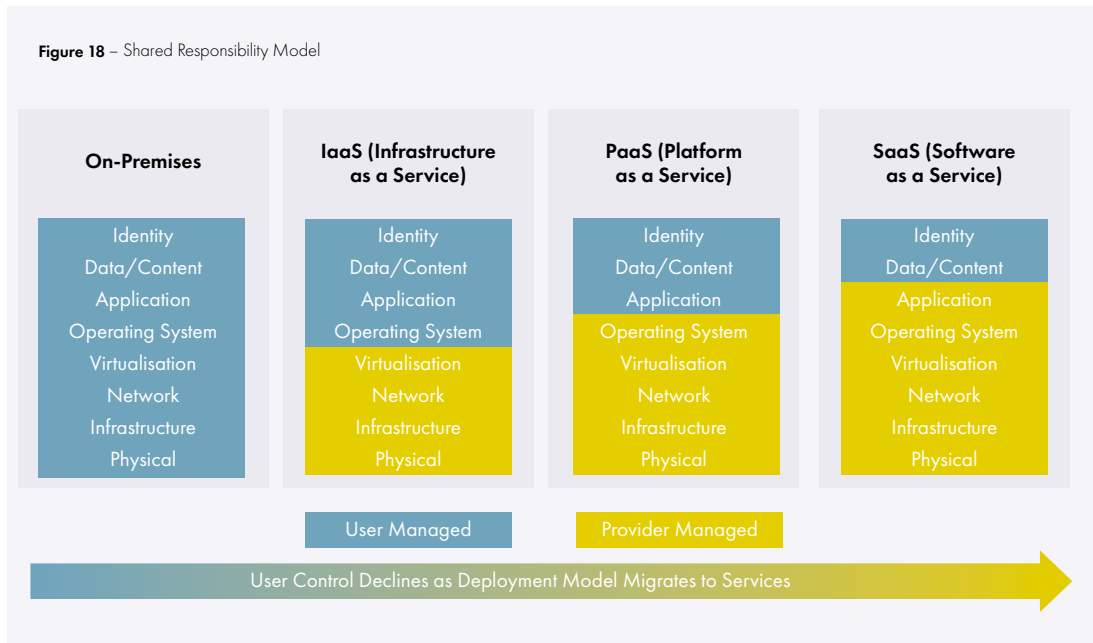 Figure 18 – Shared Responsibility Model
On-Premises
Identity
Data/Content
Application
Operating System
Virtualisation
Network
Infrastructure
Physical
IaaS (Infrastructure
as a Service)
Identity
Data/Content
Application
Operating System
Virtualisation
Network
Infrastructure
Physical
PaaS (Platform
as a Service)
Identity
Data/Content
Application
Operating System
Virtualisation
Network
Infrastructure
Physical
SaaS (Software
as a Service)
Identity
Data/Content
Application
Operating System
Virtualisation
Network
Infrastructure
Physical
User Managed
Provider Managed
User Control Declines as Deployment Model Migrates to Services